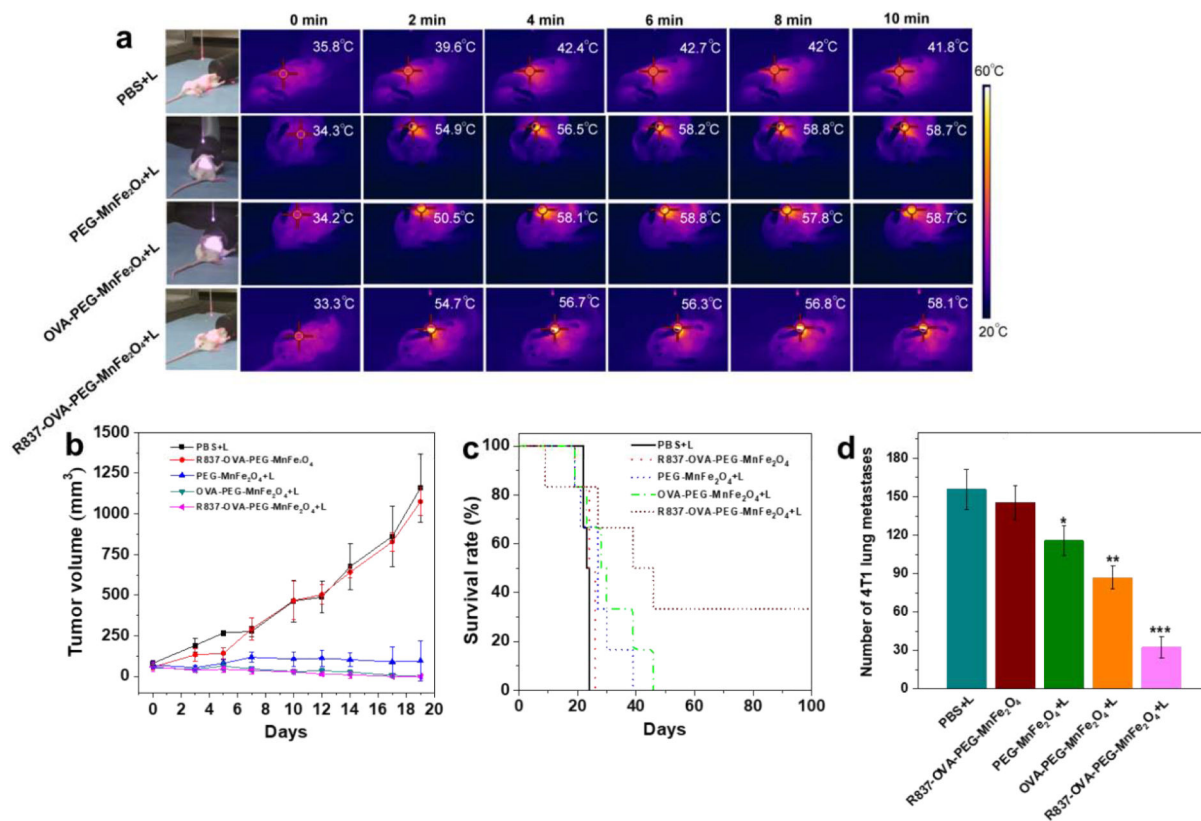 a
0 min 2 min 4 min 6 min 8 min 10 min
PBS+L
35.8°C 39.6°C 42.4°C 42.7°C 42°C 41.8°C
PEG-MnFe₂O₄+L
34.3°C 54.9°C 56.5°C 58.2°C 58.8°C 58.7°C
OVA-PEG-MnFe₂O₄+L
34.2°C 50.5°C 58.1°C 58.8°C 57.8°C 58.7°C
R837-OVA-PEG-MnFe₂O₄+L
33.3°C 54.7°C 56.7°C 56.3°C 56.8°C 58.1°C
60°C
20°C
b
Tumor volume (mm³)
1500
1250
1000
750
500
250
0
PBS+L
R837-OVA-PEG-MnFe₂O₄
PEG-MnFe₂O₄+L
OVA-PEG-MnFe₂O₄+L
R837-OVA-PEG-MnFe₂O₄+L
0 2 4 6 8 10 12 14 16 18 20
Days
c
Survival rate (%)
100
80
60
40
20
0
PBS+L
R837-OVA-PEG-MnFe₂O₄
PEG-MnFe₂O₄+L
OVA-PEG-MnFe₂O₄+L
R837-OVA-PEG-MnFe₂O₄+L
0 20 40 60 80 100
Days
d
Number of 4T1 lung metastases
180
150
120
90
60
30
0
*
**
***
PBS+L
R837-OVA-PEG-MnFe₂O₄
PEG-MnFe₂O₄+L
OVA-PEG-MnFe₂O₄+L
R837-OVA-PEG-MnFe₂O₄+L